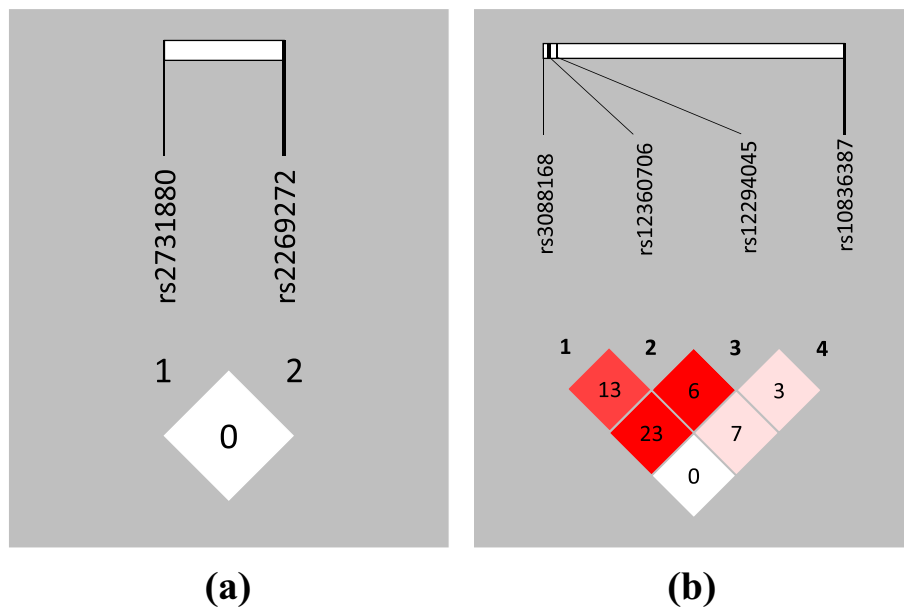 rs2731880
rs2269272
1 2
0
(a)
rs3088168
rs12360706
rs12294045
rs10836387
1 2 3 4
13 6 3
23 7
0
(b)